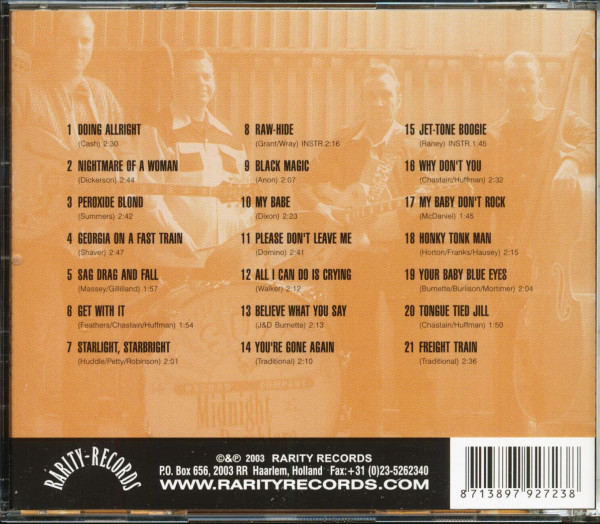 1 DOING ALLRIGHT
(Cash) 2:30
2 NIGHTMARE OF A WOMAN
(Dickerson) 2:44
3 PEROXIDE BLOND
(Summers) 2:42
4 GEORGIA ON A FAST TRAIN
(Shaver) 2:47
5 SAG DRAG AND FALL
(Massey/Gillliland) 1:57
6 GET WITH IT
(Feathers/Chastain/Huffman) 1:54
7 STARLIGHT, STARBRIGHT
(Huddle/Petty/Robinson) 2:01
8 RAW-HIDE
(Grant/Wray) INSTR.2:16
9 BLACK MAGIC
(Anon) 2:07
10 MY BABE
(Dixon) 2:23
11 PLEASE DON'T LEAVE ME
(Domino) 2:41
12 ALL I CAN DO IS CRYING
(Walker) 2:12
13 BELIEVE WHAT YOU SAY
(J&D Burnette) 2:13
14 YOU'RE GONE AGAIN
(Traditional) 2:10
15 JET-TONE BOOGIE
(Raney) INSTR.1:45
16 WHY DON'T YOU
(Chastain/Huffman) 2:32
17 MY BABY DON'T ROCK
(McDaniel) 1:45
18 HONKY TONK MAN
(Horton/Franks/Hausey) 2:15
19 YOUR BABY BLUE EYES
(Burnette/Burlison/Mortimer) 2:04
20 TONGUE TIED JILL
(Chastain/Huffman) 1:50
21 FREIGHT TRAIN
(Traditional) 2:36
RECORD COMPANY
Midnight
RARITY-RECORDS
©&℗ 2003 RARITY RECORDS
P.O. Box 656, 2003 RR Haarlem, Holland Fax:+31 (0)23-5262340
WWW.RARITYRECORDS.COM
8 713897 927238